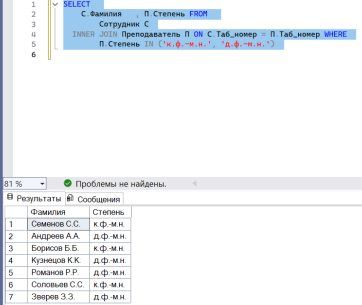 1 SELECT
2 С.Фамилия , П.Степень FROM
3 Сотрудник С
4 INNER JOIN Преподаватель П ON С.Таб_номер = П.Таб_номер WHERE
5 П.Степень IN ('к.ф.-м.н.', 'д.ф.-м.н.')
6
81 % Проблемы не найдены.
Результаты Сообщения
Фамилия Степень
1 Семенов С.С. к.ф.-м.н.
2 Андреев А.А. д.ф.-м.н.
3 Борисов Б.Б. к.ф.-м.н.
4 Кузнецов К.К. д.ф.-м.н.
5 Романов Р.Р. д.ф.-м.н.
6 Соловьев С.С. к.ф.-м.н.
7 Зверев З.З. д.ф.-м.н.